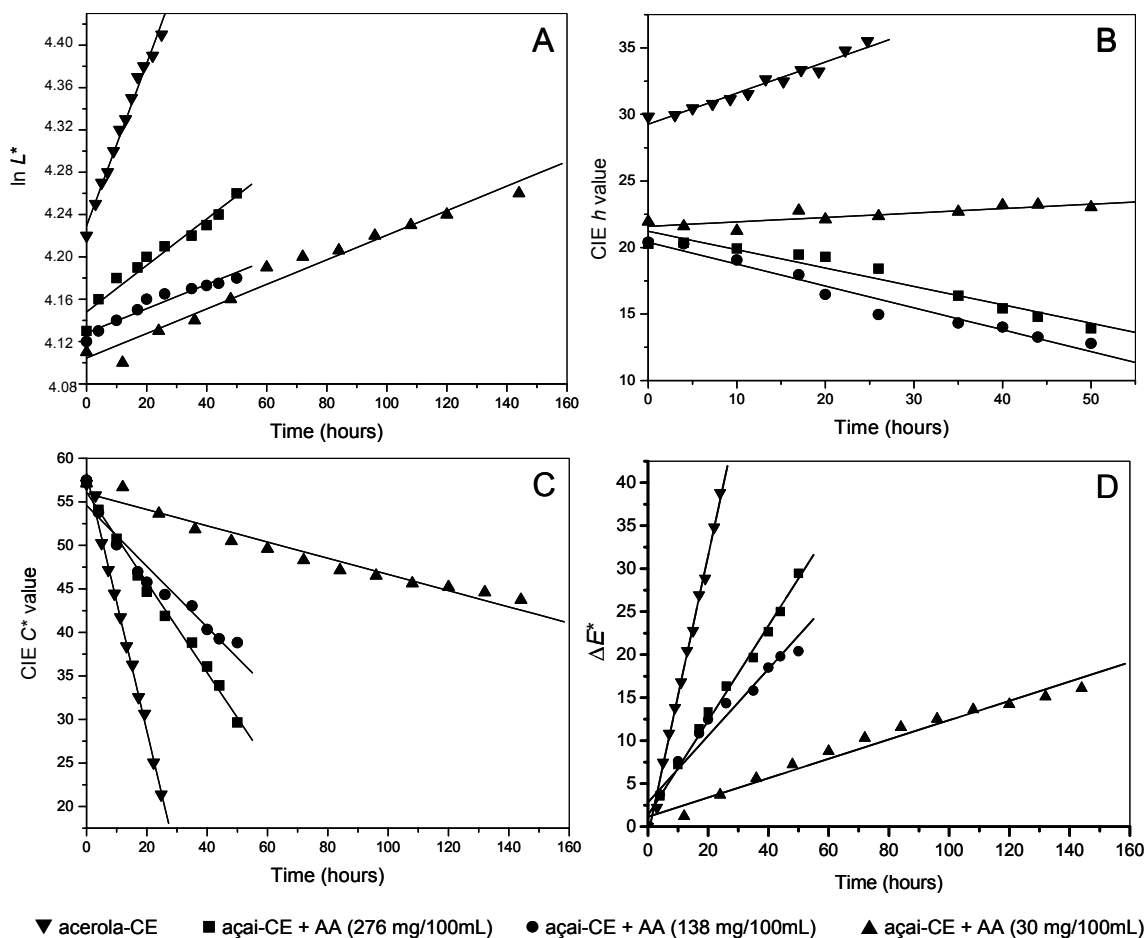 A
4.40
4.36
4.32
4.28
4.24
4.20
4.16
4.12
4.08
ln L*
0 20 40 60 80 100 120 140 160
Time (hours)
B
35
30
25
20
15
10
CIE h value
0 10 20 30 40 50
Time (hours)
C
60
55
50
45
40
35
30
25
20
CIE C* value
0 20 40 60 80 100 120 140 160
Time (hours)
D
40
35
30
25
20
15
10
5
0
ΔE*
0 20 40 60 80 100 120 140 160
Time (hours)
acerola-CE açai-CE + AA (276 mg/100mL) açai-CE + AA (138 mg/100mL) açai-CE + AA (30 mg/100mL)